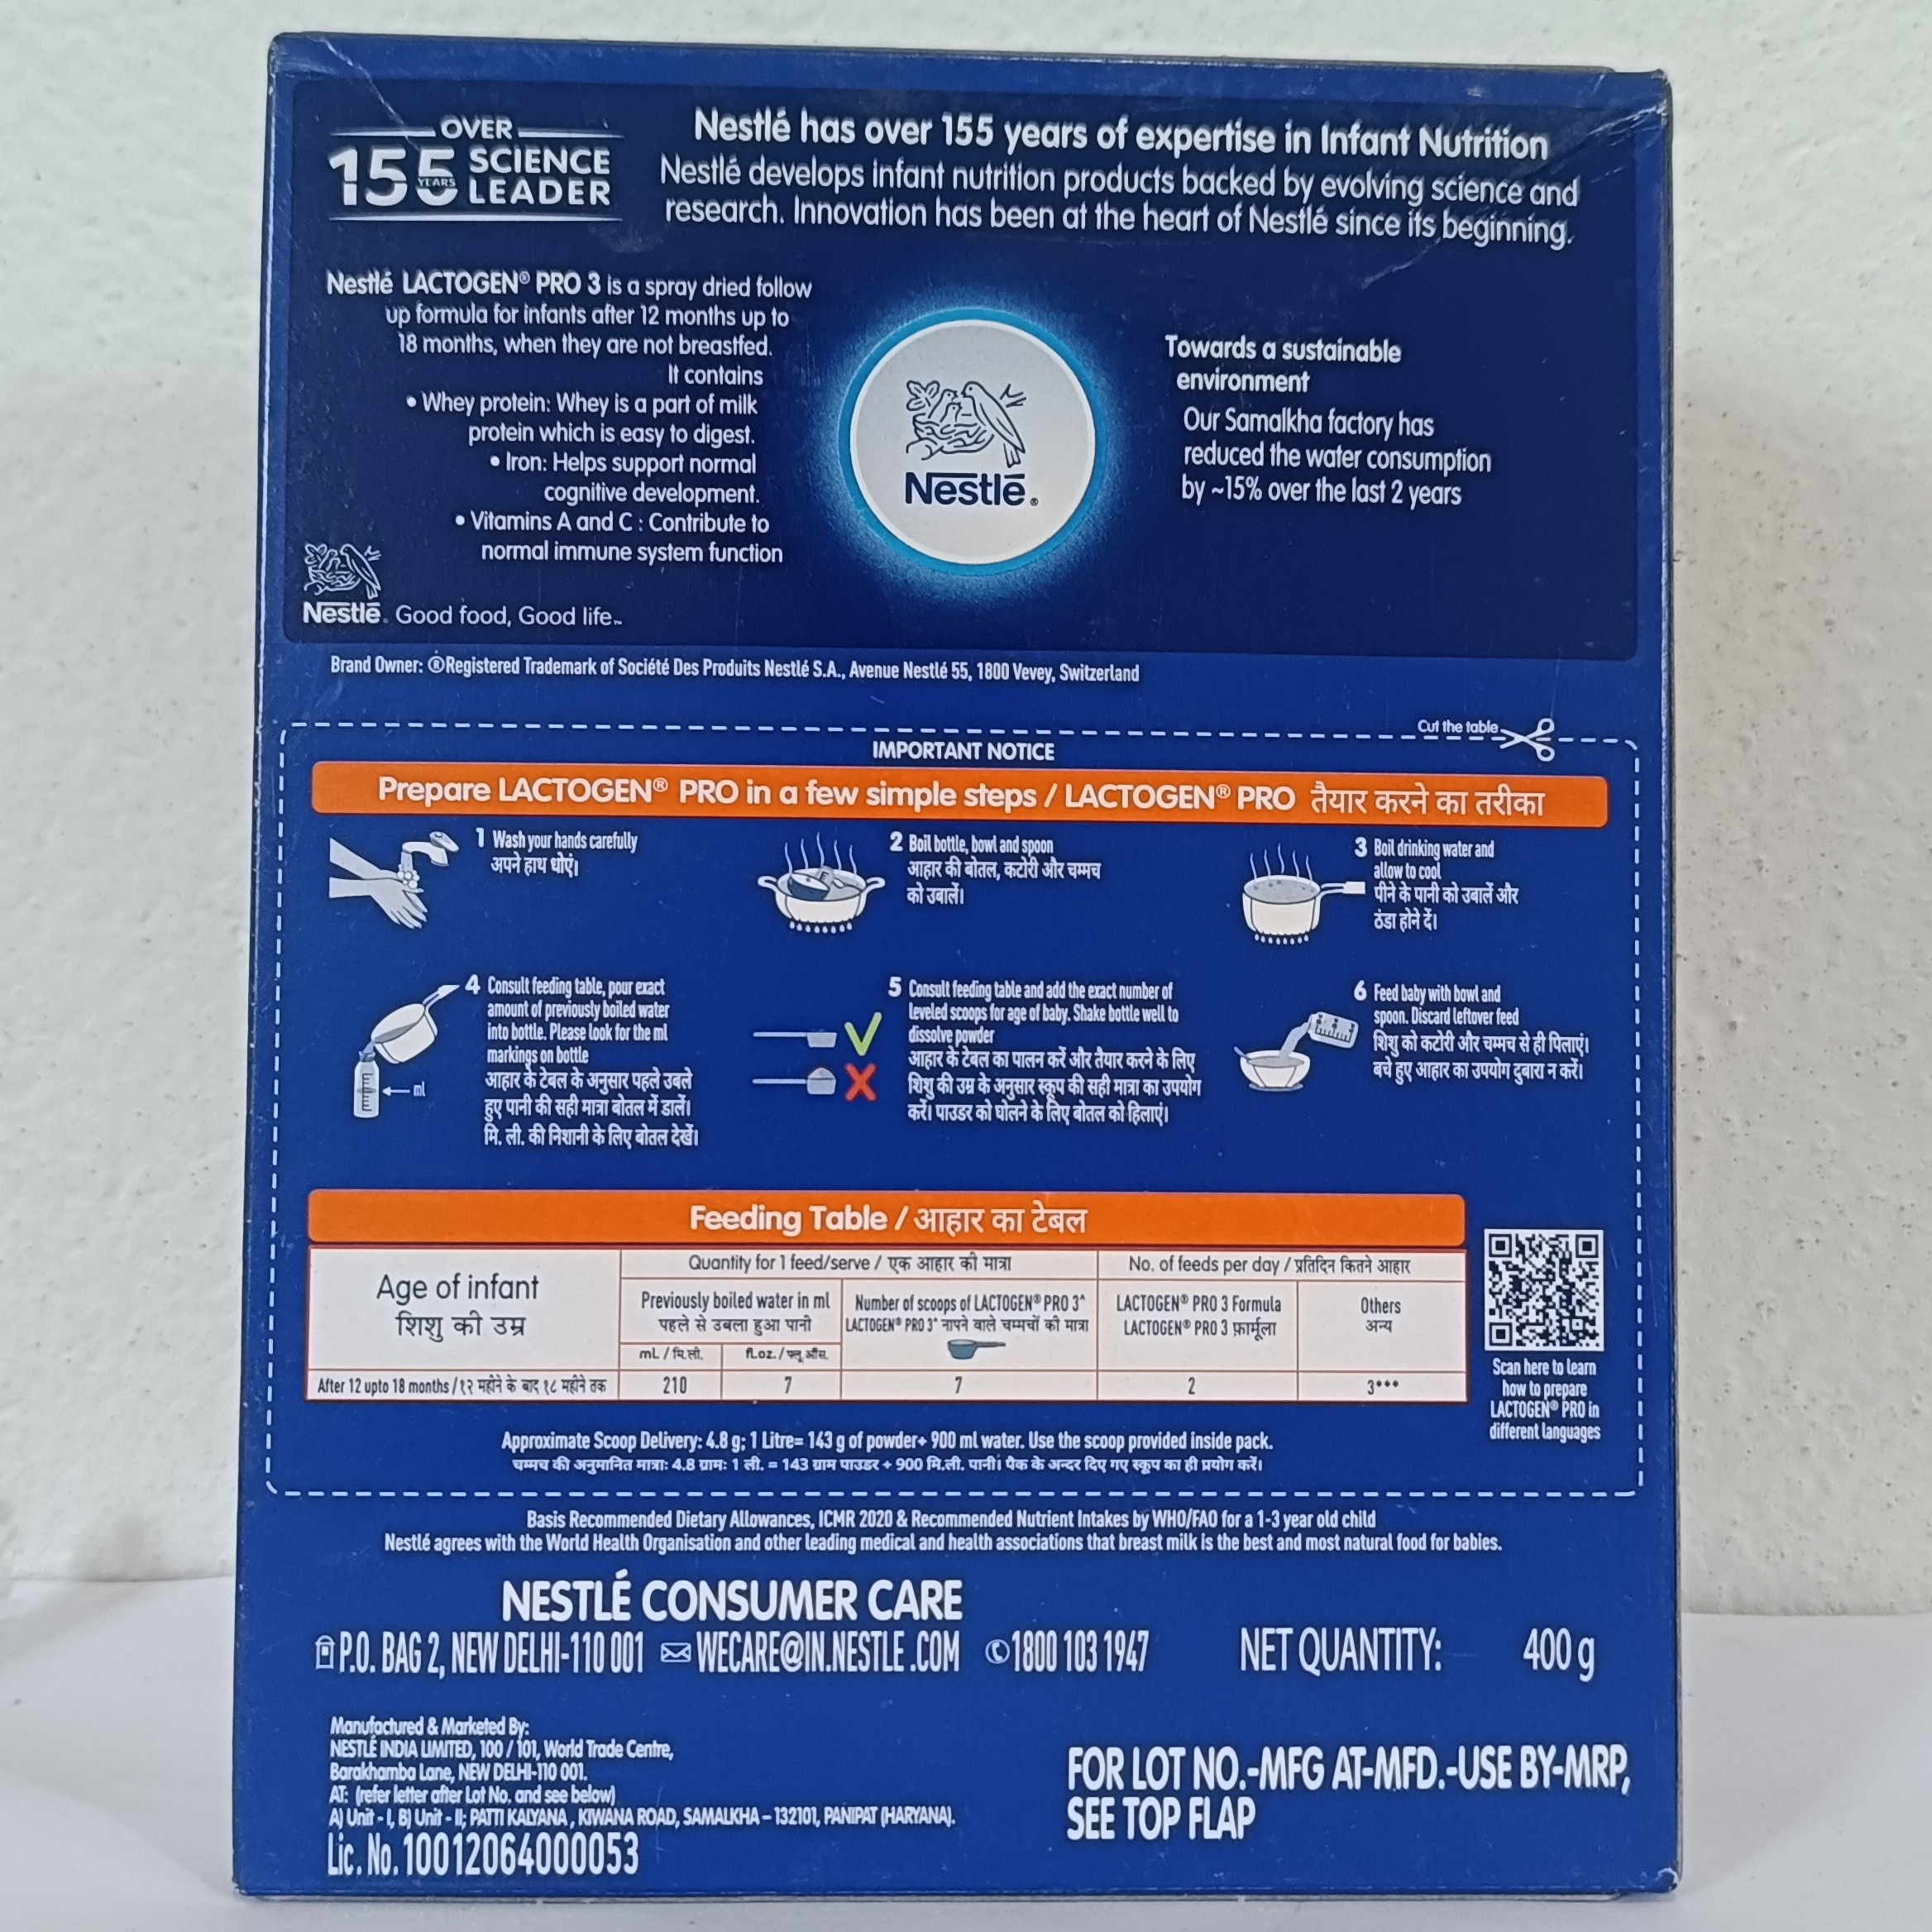 OVER
155 YEARS SCIENCE
LEADER
Nestlé has over 155 years of expertise in Infant Nutrition
Nestlé develops infant nutrition products backed by evolving science and
research. Innovation has been at the heart of Nestlé since its beginning.
Nestlé LACTOGEN® PRO 3 is a spray dried follow
up formula for infants after 12 months up to
18 months, when they are not breastfed.
It contains
• Whey protein: Whey is a part of milk
protein which is easy to digest.
• Iron: Helps support normal
cognitive development.
• Vitamins A and C : Contribute to
normal immune system function
Nestlé®
Towards a sustainable
environment
Our Samalkha factory has
reduced the water consumption
by ~15% over the last 2 years
Nestlé. Good food, Good life™
Brand Owner: ®Registered Trademark of Société Des Produits Nestlé S.A., Avenue Nestlé 55, 1800 Vevey, Switzerland
Cut the table
IMPORTANT NOTICE
Prepare LACTOGEN® PRO in a few simple steps / LACTOGEN® PRO तैयार करने का तरीका
1 Wash your hands carefully
अपने हाथ धोएं।
2 Boil bottle, bowl and spoon
आहार की बोतल, कटोरी और चम्मच
को उबालें।
3 Boil drinking water and
allow to cool
पीने के पानी को उबालें और
ठंडा होने दें।
4 Consult feeding table, pour exact
amount of previously boiled water
into bottle. Please look for the ml
markings on bottle
आहार के टेबल के अनुसार पहले उबले
हुए पानी की सही मात्रा बोतल में डालें।
मि. ली. की निशानी के लिए बोतल देखें।
ml
5 Consult feeding table and add the exact number of
leveled scoops for age of baby. Shake bottle well to
dissolve powder
आहार के टेबल का पालन करें और तैयार करने के लिए
शिशु की उम्र के अनुसार स्कूप की सही मात्रा का उपयोग
करें। पाउडर को घोलने के लिए बोतल को हिलाएं।
6 Feed baby with bowl and
spoon. Discard leftover feed
शिशु को कटोरी और चम्मच से ही पिलाएं।
बचे हुए आहार का उपयोग दुबारा न करें।
Feeding Table / आहार का टेबल
Age of infant
शिशु की उम्र
Quantity for 1 feed/serve / एक आहार की मात्रा
No. of feeds per day / प्रतिदिन कितने आहार
Previously boiled water in ml
पहले से उबला हुआ पानी
Number of scoops of LACTOGEN® PRO 3^
LACTOGEN® PRO 3^ नापने वाले चम्मचों की मात्रा
LACTOGEN® PRO 3 Formula
LACTOGEN® PRO 3 फ़ार्मूला
Others
अन्य
mL / मि.ली.
fl.oz. / फ्लू.औंस.
After 12 upto 18 months / १२ महीने के बाद १८ महीने तक
210
7
7
2
3***
Scan here to learn
how to prepare
LACTOGEN® PRO in
different languages
Approximate Scoop Delivery: 4.8 g; 1 Litre= 143 g of powder+ 900 ml water. Use the scoop provided inside pack.
चम्मच की अनुमानित मात्राः 4.8 ग्रामः 1 ली. = 143 ग्राम पाउडर + 900 मि.ली. पानी। पैक के अन्दर दिए गए स्कूप का ही प्रयोग करें।
Basis Recommended Dietary Allowances, ICMR 2020 & Recommended Nutrient Intakes by WHO/FAO for a 1-3 year old child
Nestlé agrees with the World Health Organisation and other leading medical and health associations that breast milk is the best and most natural food for babies.
NESTLÉ CONSUMER CARE
P.O. BAG 2, NEW DELHI-110 001 WECARE@IN.NESTLE .COM 1800 103 1947
NET QUANTITY: 400 g
Manufactured & Marketed By:
NESTLÉ INDIA LIMITED, 100 / 101, World Trade Centre,
Barakhamba Lane, NEW DELHI-110 001.
AT: (refer letter after Lot No. and see below)
A) Unit - I, B) Unit - II; PATTI KALYANA , KIWANA ROAD, SAMALKHA – 132101, PANIPAT (HARYANA).
Lic. No. 10012064000053
FOR LOT NO.-MFG AT-MFD.-USE BY-MRP,
SEE TOP FLAP